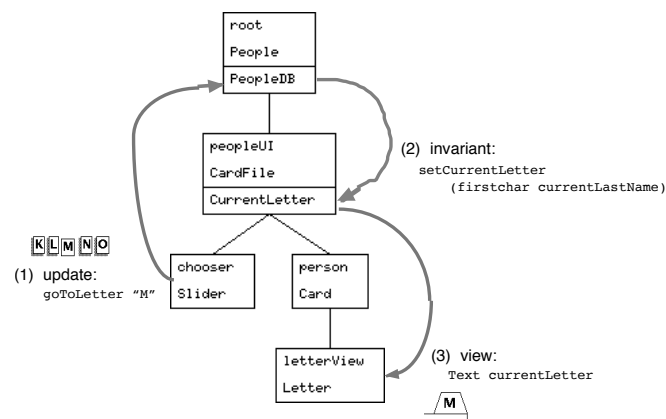 root
People
PeopleDB
peopleUI
CardFile
CurrentLetter
(2) invariant:
setCurrentLetter
(firstchar currentLastName)
K L M N O
(1) update:
goToLetter “M”
chooser
Slider
person
Card
letterView
Letter
(3) view:
Text currentLetter
M